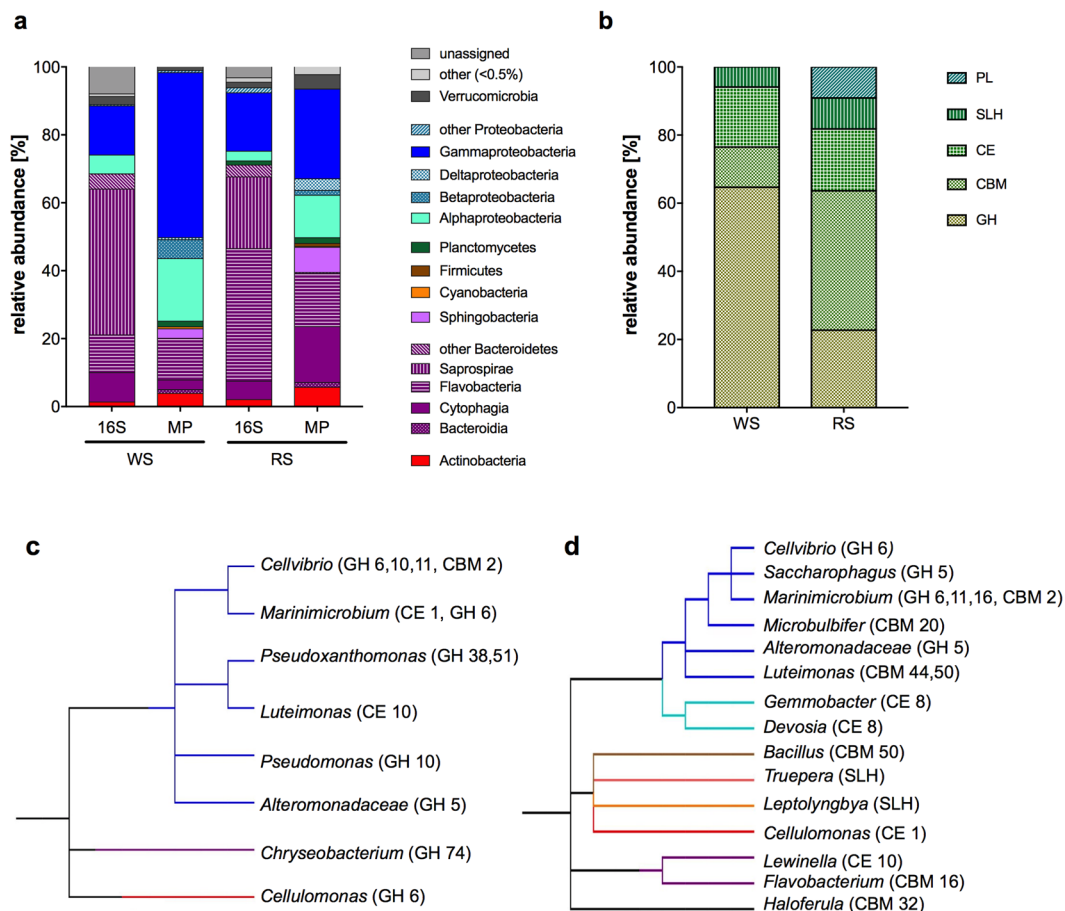 a
relative abundance [%]
100
80
60
40
20
0
16S MP 16S MP
WS RS
unassigned
other (<0.5%)
Verrucomicrobia
other Proteobacteria
Gammaproteobacteria
Deltaproteobacteria
Betaproteobacteria
Alphaproteobacteria
Planctomycetes
Firmicutes
Cyanobacteria
Sphingobacteria
other Bacteroidetes
Saprospirae
Flavobacteria
Cytophagia
Bacteroidia
Actinobacteria
b
relative abundance [%]
100
80
60
40
20
0
WS RS
PL
SLH
CE
CBM
GH
c
Cellvibrio (GH 6,10,11, CBM 2)
Marinimicrobium (CE 1, GH 6)
Pseudoxanthomonas (GH 38,51)
Luteimonas (CE 10)
Pseudomonas (GH 10)
Alteromonadaceae (GH 5)
Chryseobacterium (GH 74)
Cellulomonas (GH 6)
d
Cellvibrio (GH 6)
Saccharophagus (GH 5)
Marinimicrobium (GH 6,11,16, CBM 2)
Microbulbifer (CBM 20)
Alteromonadaceae (GH 5)
Luteimonas (CBM 44,50)
Gemmobacter (CE 8)
Devosia (CE 8)
Bacillus (CBM 50)
Truepera (SLH)
Leptolyngbya (SLH)
Cellulomonas (CE 1)
Lewinella (CE 10)
Flavobacterium (CBM 16)
Haloferula (CBM 32)